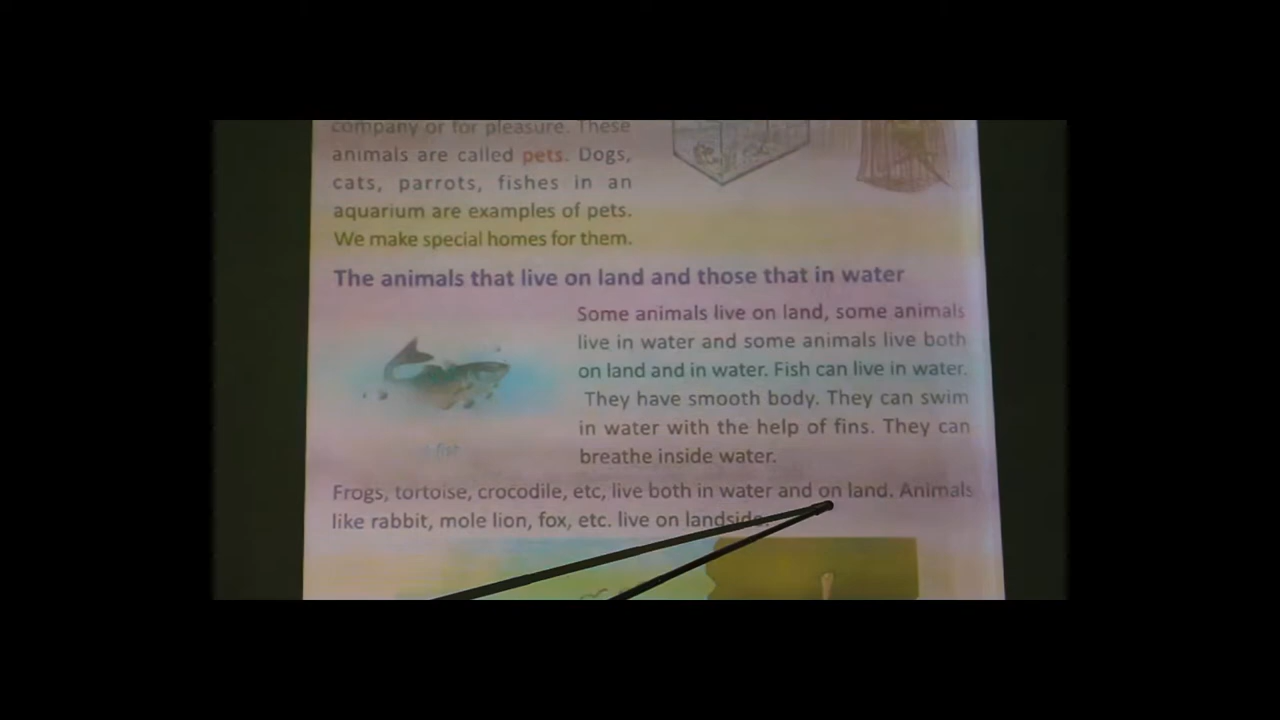 company or for pleasure. These
animals are called pets. Dogs,
cats, parrots, fishes in an
aquarium are examples of pets.
We make special homes for them.
The animals that live on land and those that in water
Some animals live on land, some animals
live in water and some animals live both
on land and in water. Fish can live in water.
They have smooth body. They can swim
in water with the help of fins. They can
breathe inside water.
Frogs, tortoise, crocodile, etc, live both in water and on land. Animals
like rabbit, mole lion, fox, etc. live on landside.